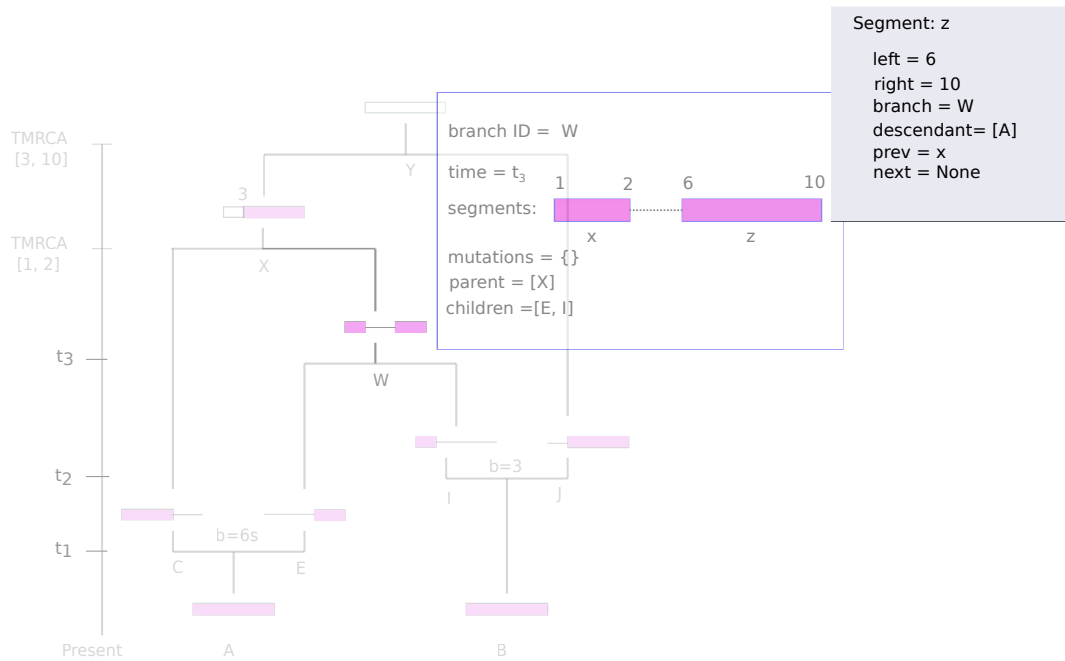 Segment: z
left = 6
right = 10
branch = W
descendant= [A]
prev = x
next = None
branch ID = W
time = t3
1 2 6 10
segments:
x z
mutations = {}
parent = [X]
children =[E, I]
TMRCA
[3, 10]
Y
3
TMRCA
[1, 2]
X
t3
W
t2
b=3
I J
b=6s
t1
C E
Present A B